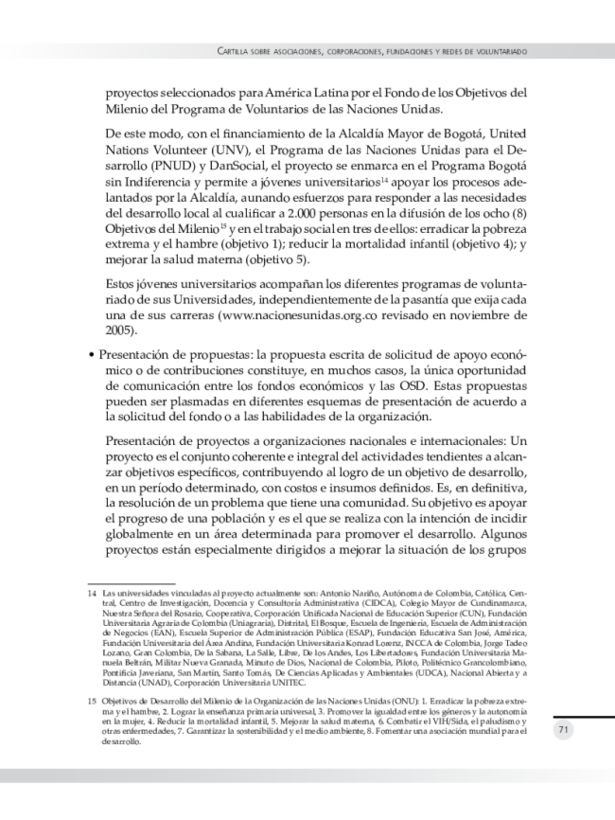 CARTILLA SOBRE ASOCIACIONES, CORPORACIONES, FUNDACIONES Y REDES DE VOLUNTARIADO
proyectos seleccionados para América Latina por el Fondo de los Objetivos del
Milenio del Programa de Voluntarios de las Naciones Unidas.
De este modo, con el financiamiento de la Alcaldía Mayor de Bogotá, United
Nations Volunteer (UNV), el Programa de las Naciones Unidas para el De-
sarrollo (PNUD) y DanSocial, el proyecto se enmarca en el Programa Bogotá
sin Indiferencia y permite a jóvenes universitarios14 apoyar los procesos ade-
lantados por la Alcaldía, aunando esfuerzos para responder a las necesidades
del desarrollo local al cualificar a 2.000 personas en la difusión de los ocho (8)
Objetivos del Milenio15 y en el trabajo social en tres de ellos: erradicar la pobreza
extrema y el hambre (objetivo 1); reducir la mortalidad infantil (objetivo 4); y
mejorar la salud materna (objetivo 5).
Estos jóvenes universitarios acompañan los diferentes programas de volunta-
riado de sus Universidades, independientemente de la pasantía que exija cada
una de sus carreras (www.nacionesunidas.org.co revisado en noviembre de
2005).
• Presentación de propuestas: la propuesta escrita de solicitud de apoyo econó-
mico o de contribuciones constituye, en muchos casos, la única oportunidad
de comunicación entre los fondos económicos y las OSD. Estas propuestas
pueden ser plasmadas en diferentes esquemas de presentación de acuerdo a
la solicitud del fondo o a las habilidades de la organización.
Presentación de proyectos a organizaciones nacionales e internacionales: Un
proyecto es el conjunto coherente e integral del actividades tendientes a alcan-
zar objetivos específicos, contribuyendo al logro de un objetivo de desarrollo,
en un período determinado, con costos e insumos definidos. Es, en definitiva,
la resolución de un problema que tiene una comunidad. Su objetivo es apoyar
el progreso de una población y es el que se realiza con la intención de incidir
globalmente en un área determinada para promover el desarrollo. Algunos
proyectos están especialmente dirigidos a mejorar la situación de los grupos
14 Las universidades vinculadas al proyecto actualmente son: Antonio Nariño, Autónoma de Colombia, Católica, Cen-
tral, Centro de Investigación, Docencia y Consultoría Administrativa (CIDCA), Colegio Mayor de Cundinamarca,
Nuestra Señora del Rosario, Cooperativa, Corporación Unificada Nacional de Educación Superior (CUN), Fundación
Universitaria Agraria de Colombia (Uniagraria), Distrital, El Bosque, Escuela de Ingeniería, Escuela de Administración
de Negocios (EAN), Escuela Superior de Administración Pública (ESAP), Fundación Educativa San José, América,
Fundación Universitaria del Área Andina, Fundación Universitaria Konrad Lorenz, INCCA de Colombia, Jorge Tadeo
Lozano, Gran Colombia, De la Sabana, La Salle, Libre, De los Andes, Los Libertadores, Fundación Universitaria Ma-
nuela Beltrán, Militar Nueva Granada, Minuto de Dios, Nacional de Colombia, Piloto, Politécnico Grancolombiano,
Pontificia Javeriana, San Martín, Santo Tomás, De Ciencias Aplicadas y Ambientales (UDCA), Nacional Abierta y a
Distancia (UNAD), Corporación Universitaria UNITEC.
15 Objetivos de Desarrollo del Milenio de la Organización de las Naciones Unidas (ONU): 1. Erradicar la pobreza extre-
ma y el hambre, 2. Lograr la enseñanza primaria universal, 3. Promover la igualdad entre los géneros y la autonomía
en la mujer, 4. Reducir la mortalidad infantil, 5. Mejorar la salud materna, 6. Combatir el VIH/Sida, el paludismo y
otras enfermedades, 7. Garantizar la sostenibilidad y el medio ambiente, 8. Fomentar una asociación mundial para el
desarrollo.
71